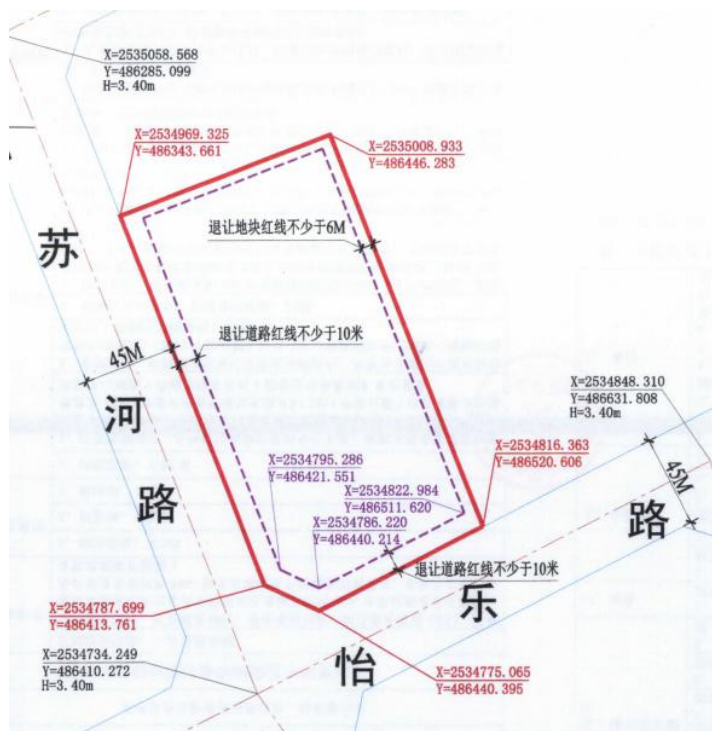 X=2535058.568
Y=486285.099
H=3.40m
X=2534969.325
Y=486343.661
X=2535008.933
Y=486446.283
退让地块红线不少于6M
苏
45M
退让道路红线不少于10米
X=2534848.310
Y=486631.808
H=3.40m
河
X=2534816.363
Y=486520.606
X=2534795.286
Y=486421.551
X=2534822.984
Y=486511.620
45M
路
X=2534786.220
Y=486440.214
路
退让道路红线不少于10米
X=2534787.699
Y=486413.761
乐
X=2534734.249
Y=486410.272
H=3.40m
怡
X=2534775.065
Y=486440.395